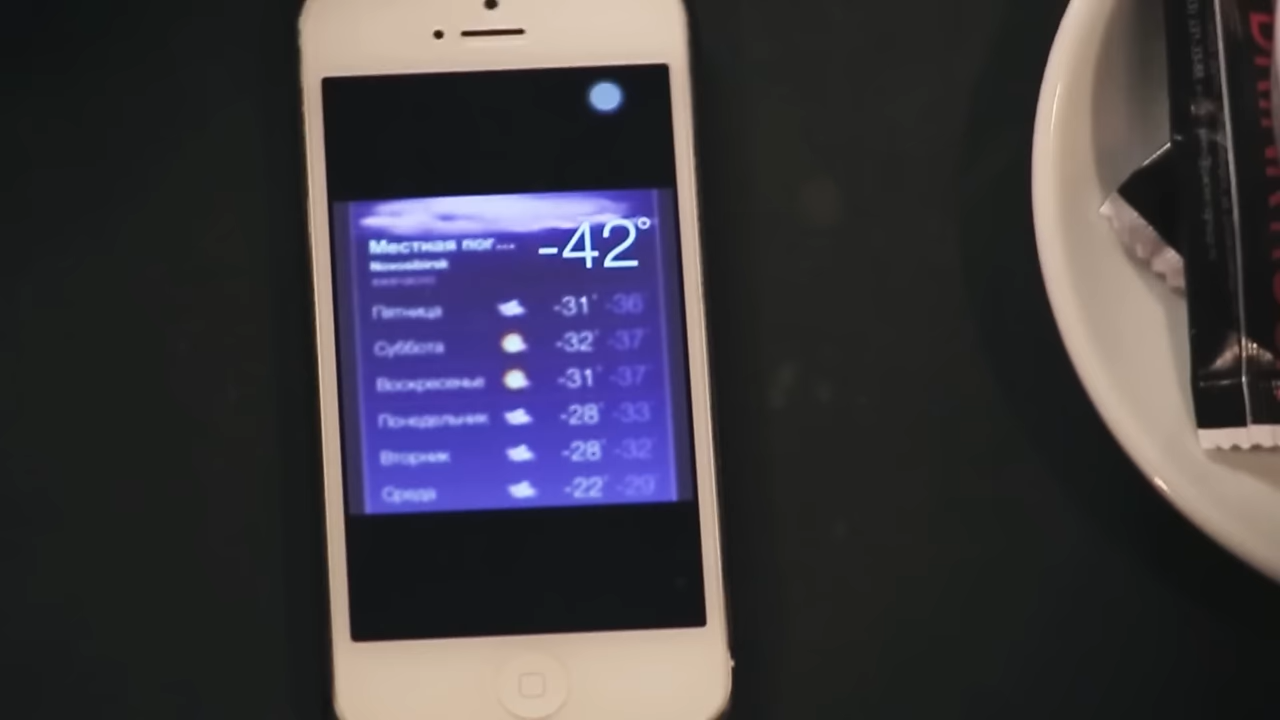 Местная пог... -42°
Novosibirsk
Пятница -31° -36°
Суббота -32° -37°
Воскресенье -31° -37°
Понедельник -28° -33°
Вторник -28° -32°
Среда -22° -29°